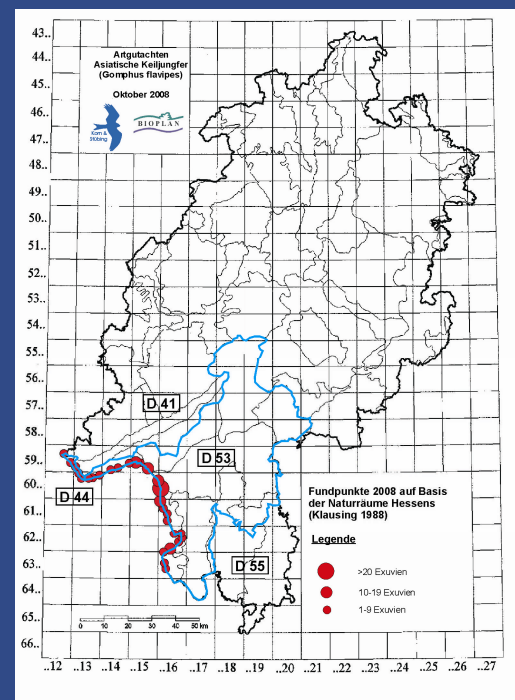 Artgutachten
Asiatische Keiljungfer
(Gomphus flavipes)
Oktober 2008
Korn &
Stübing
BIOPLAN
43..
44..
45..
46..
47..
48..
49..
50..
51..
52..
53..
54..
55..
56..
57..
58..
59..
60..
61..
62..
63..
64..
65..
66..
D 41
D 53
D 44
D 55
Fundpunkte 2008 auf Basis
der Naturräume Hessens
(Klausing 1988)
Legende
>20 Exuvien
10-19 Exuvien
1-9 Exuvien
0 10 20 30 40 50 km
..12 ..13 ..14 ..15 ..16 ..17 ..18 ..19 ..20 ..21 ..22 ..23 ..24 ..25 ..26 ..27